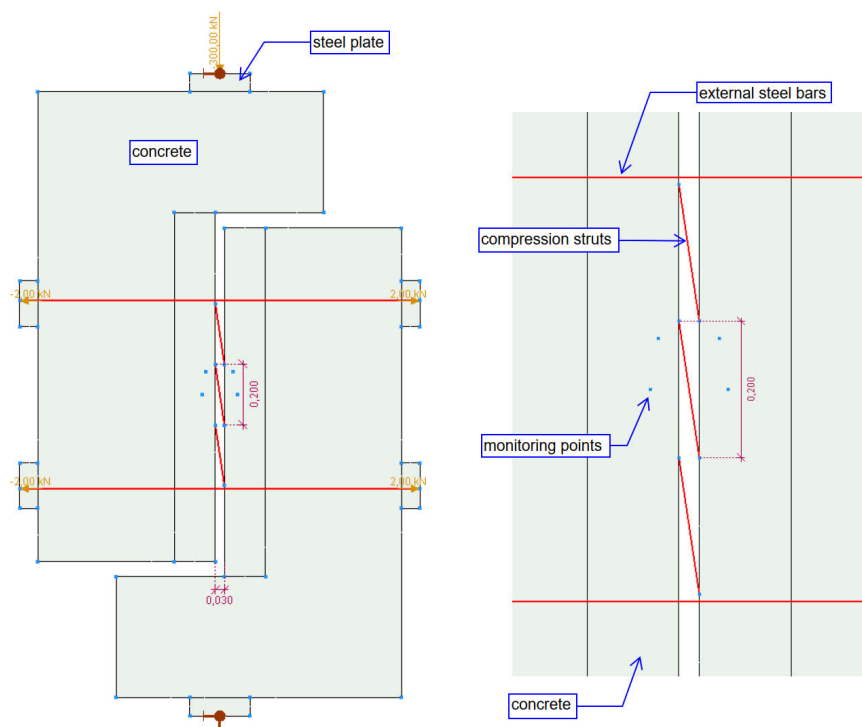 -300,00 kN
steel plate
concrete
-2,00 kN
2,00 kN
0,200
-2,00 kN
2,00 kN
0,030
external steel bars
compression struts
0,200
monitoring points
concrete